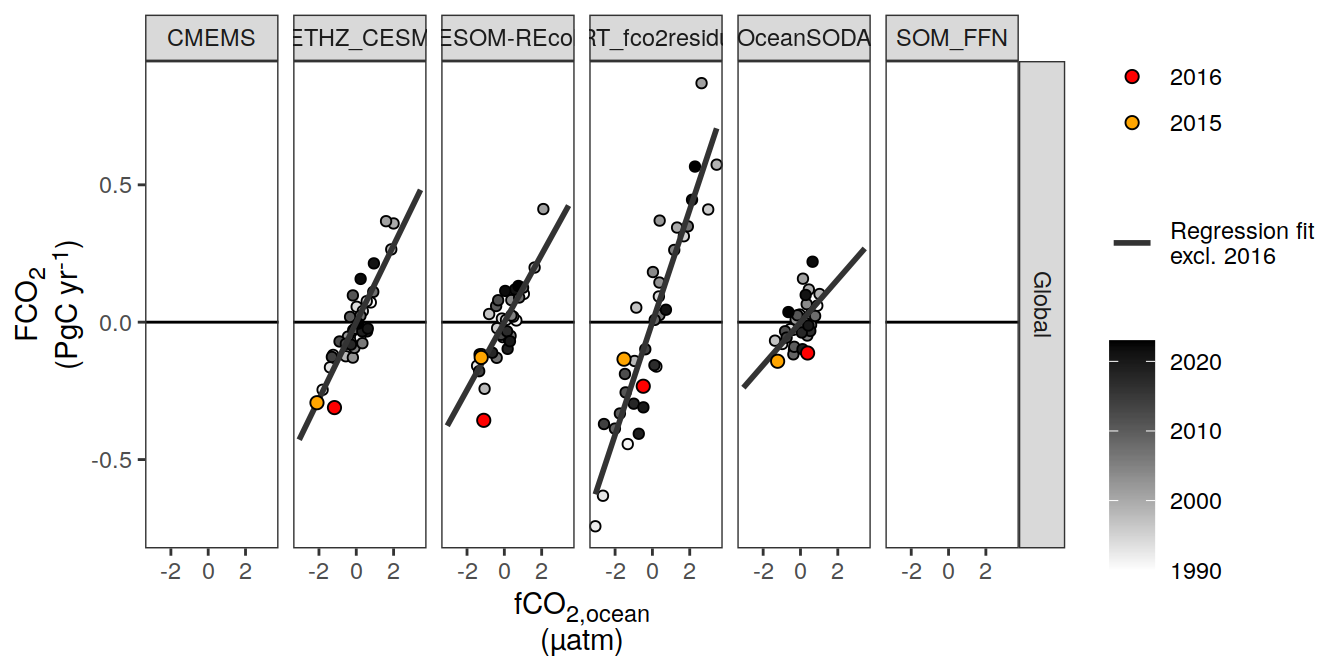 CMEMS
ETHZ_CESM
ESOM-REco
RT_fco2residu
OceanSODA
SOM_FFN
Global
0.5
0.0
-0.5
FCO2
(PgC yr-1)
-2 0 2
-2 0 2
-2 0 2
-2 0 2
-2 0 2
-2 0 2
fCO2,ocean
(µatm)
2016
2015
Regression fit
excl. 2016
2020
2010
2000
1990